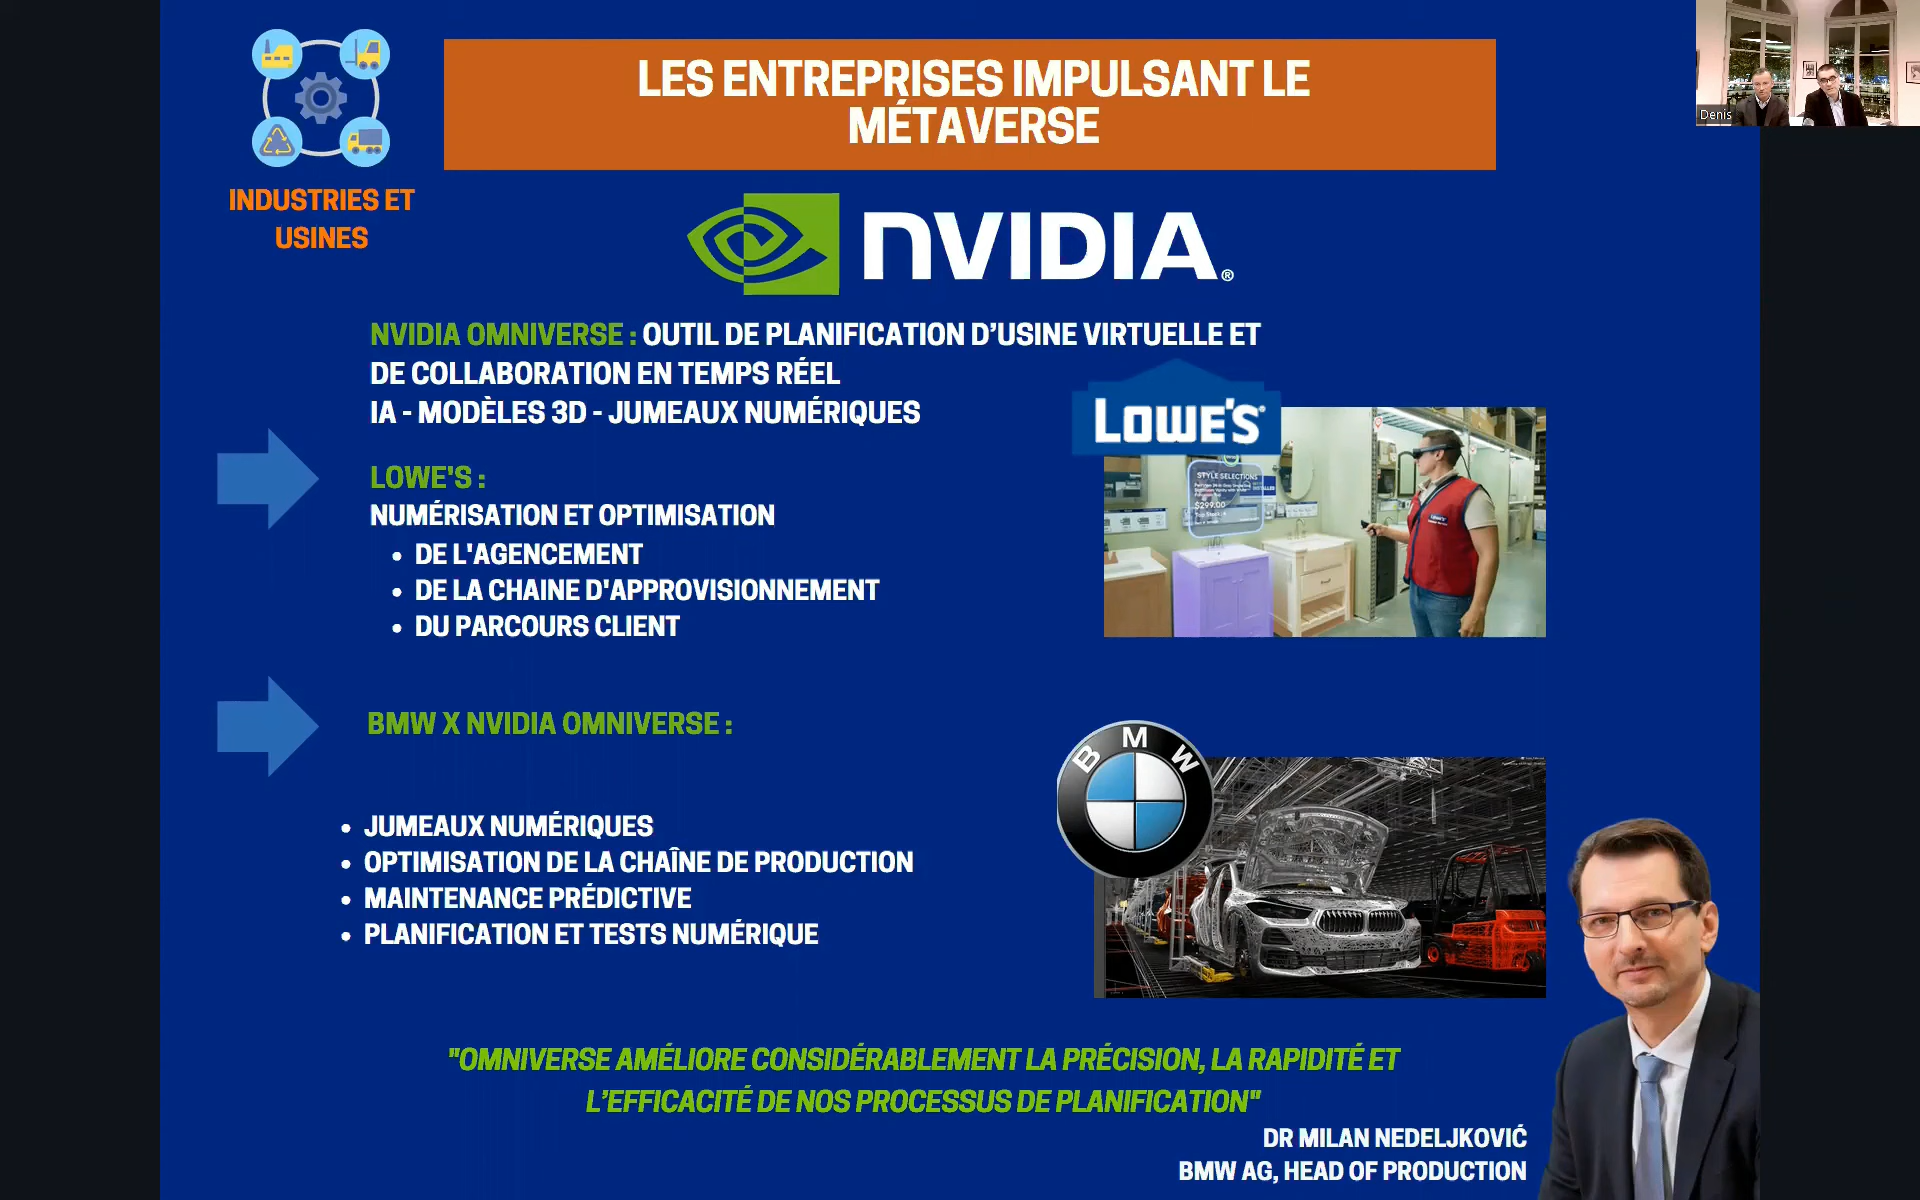 LES ENTREPRISES IMPULSANT LE
MÉTAVERSE
Denis
INDUSTRIES ET
USINES
NVIDIA®
NVIDIA OMNIVERSE : OUTIL DE PLANIFICATION D'USINE VIRTUELLE ET
DE COLLABORATION EN TEMPS RÉEL
IA - MODÈLES 3D - JUMEAUX NUMÉRIQUES
LOWE'S
STYLE SELECTIONS
$299.00
LOWE'S :
NUMÉRISATION ET OPTIMISATION
• DE L'AGENCEMENT
• DE LA CHAINE D'APPROVISIONNEMENT
• DU PARCOURS CLIENT
BMW X NVIDIA OMNIVERSE :
BMW
• JUMEAUX NUMÉRIQUES
• OPTIMISATION DE LA CHAÎNE DE PRODUCTION
• MAINTENANCE PRÉDICTIVE
• PLANIFICATION ET TESTS NUMÉRIQUE
"OMNIVERSE AMÉLIORE CONSIDÉRABLEMENT LA PRÉCISION, LA RAPIDITÉ ET
L'EFFICACITÉ DE NOS PROCESSUS DE PLANIFICATION"
DR MILAN NEDELJKOVIĆ
BMW AG, HEAD OF PRODUCTION